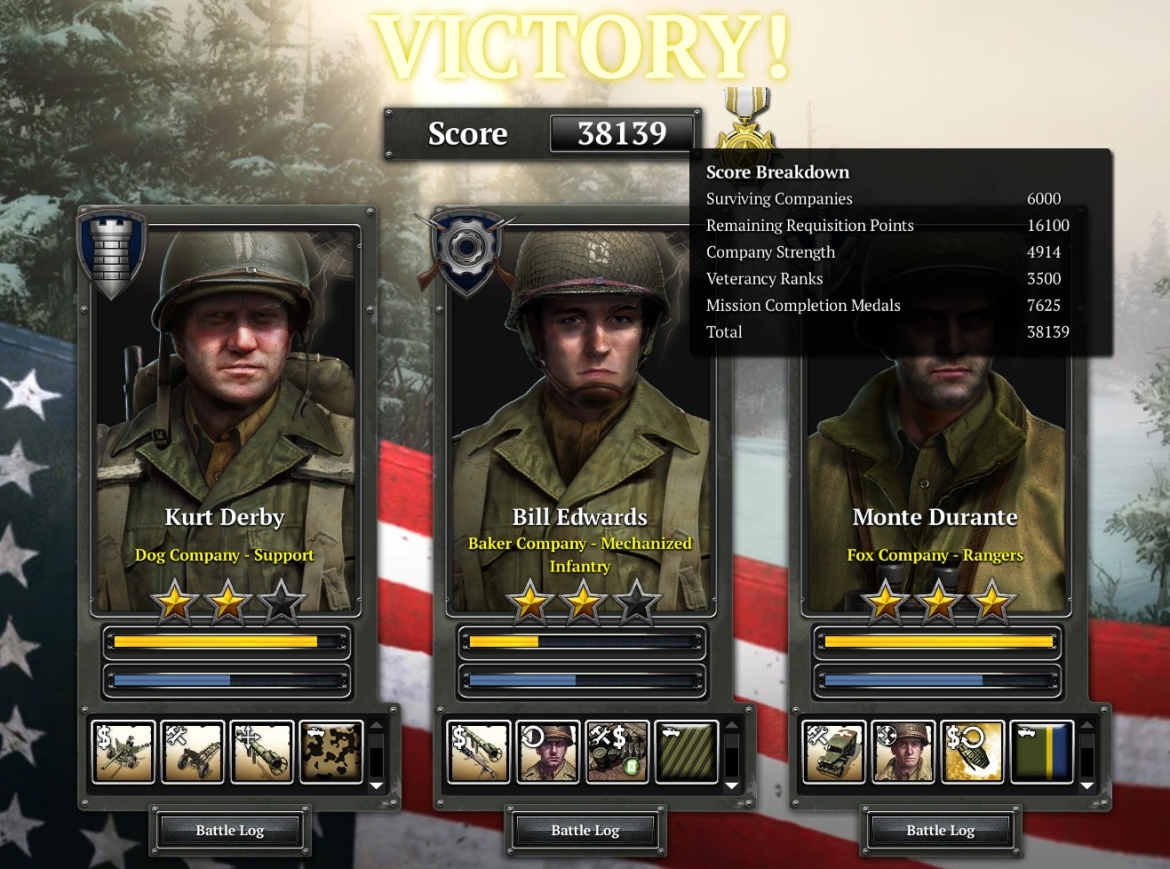 VICTORY!
Score 38139
Score Breakdown
Surviving Companies 6000
Remaining Requisition Points 16100
Company Strength 4914
Veterancy Ranks 3500
Mission Completion Medals 7625
Total 38139
Kurt Derby
Dog Company - Support
Bill Edwards
Baker Company - Mechanized
Infantry
Monte Durante
Fox Company - Rangers
$
$
$
$
Battle Log
Battle Log
Battle Log